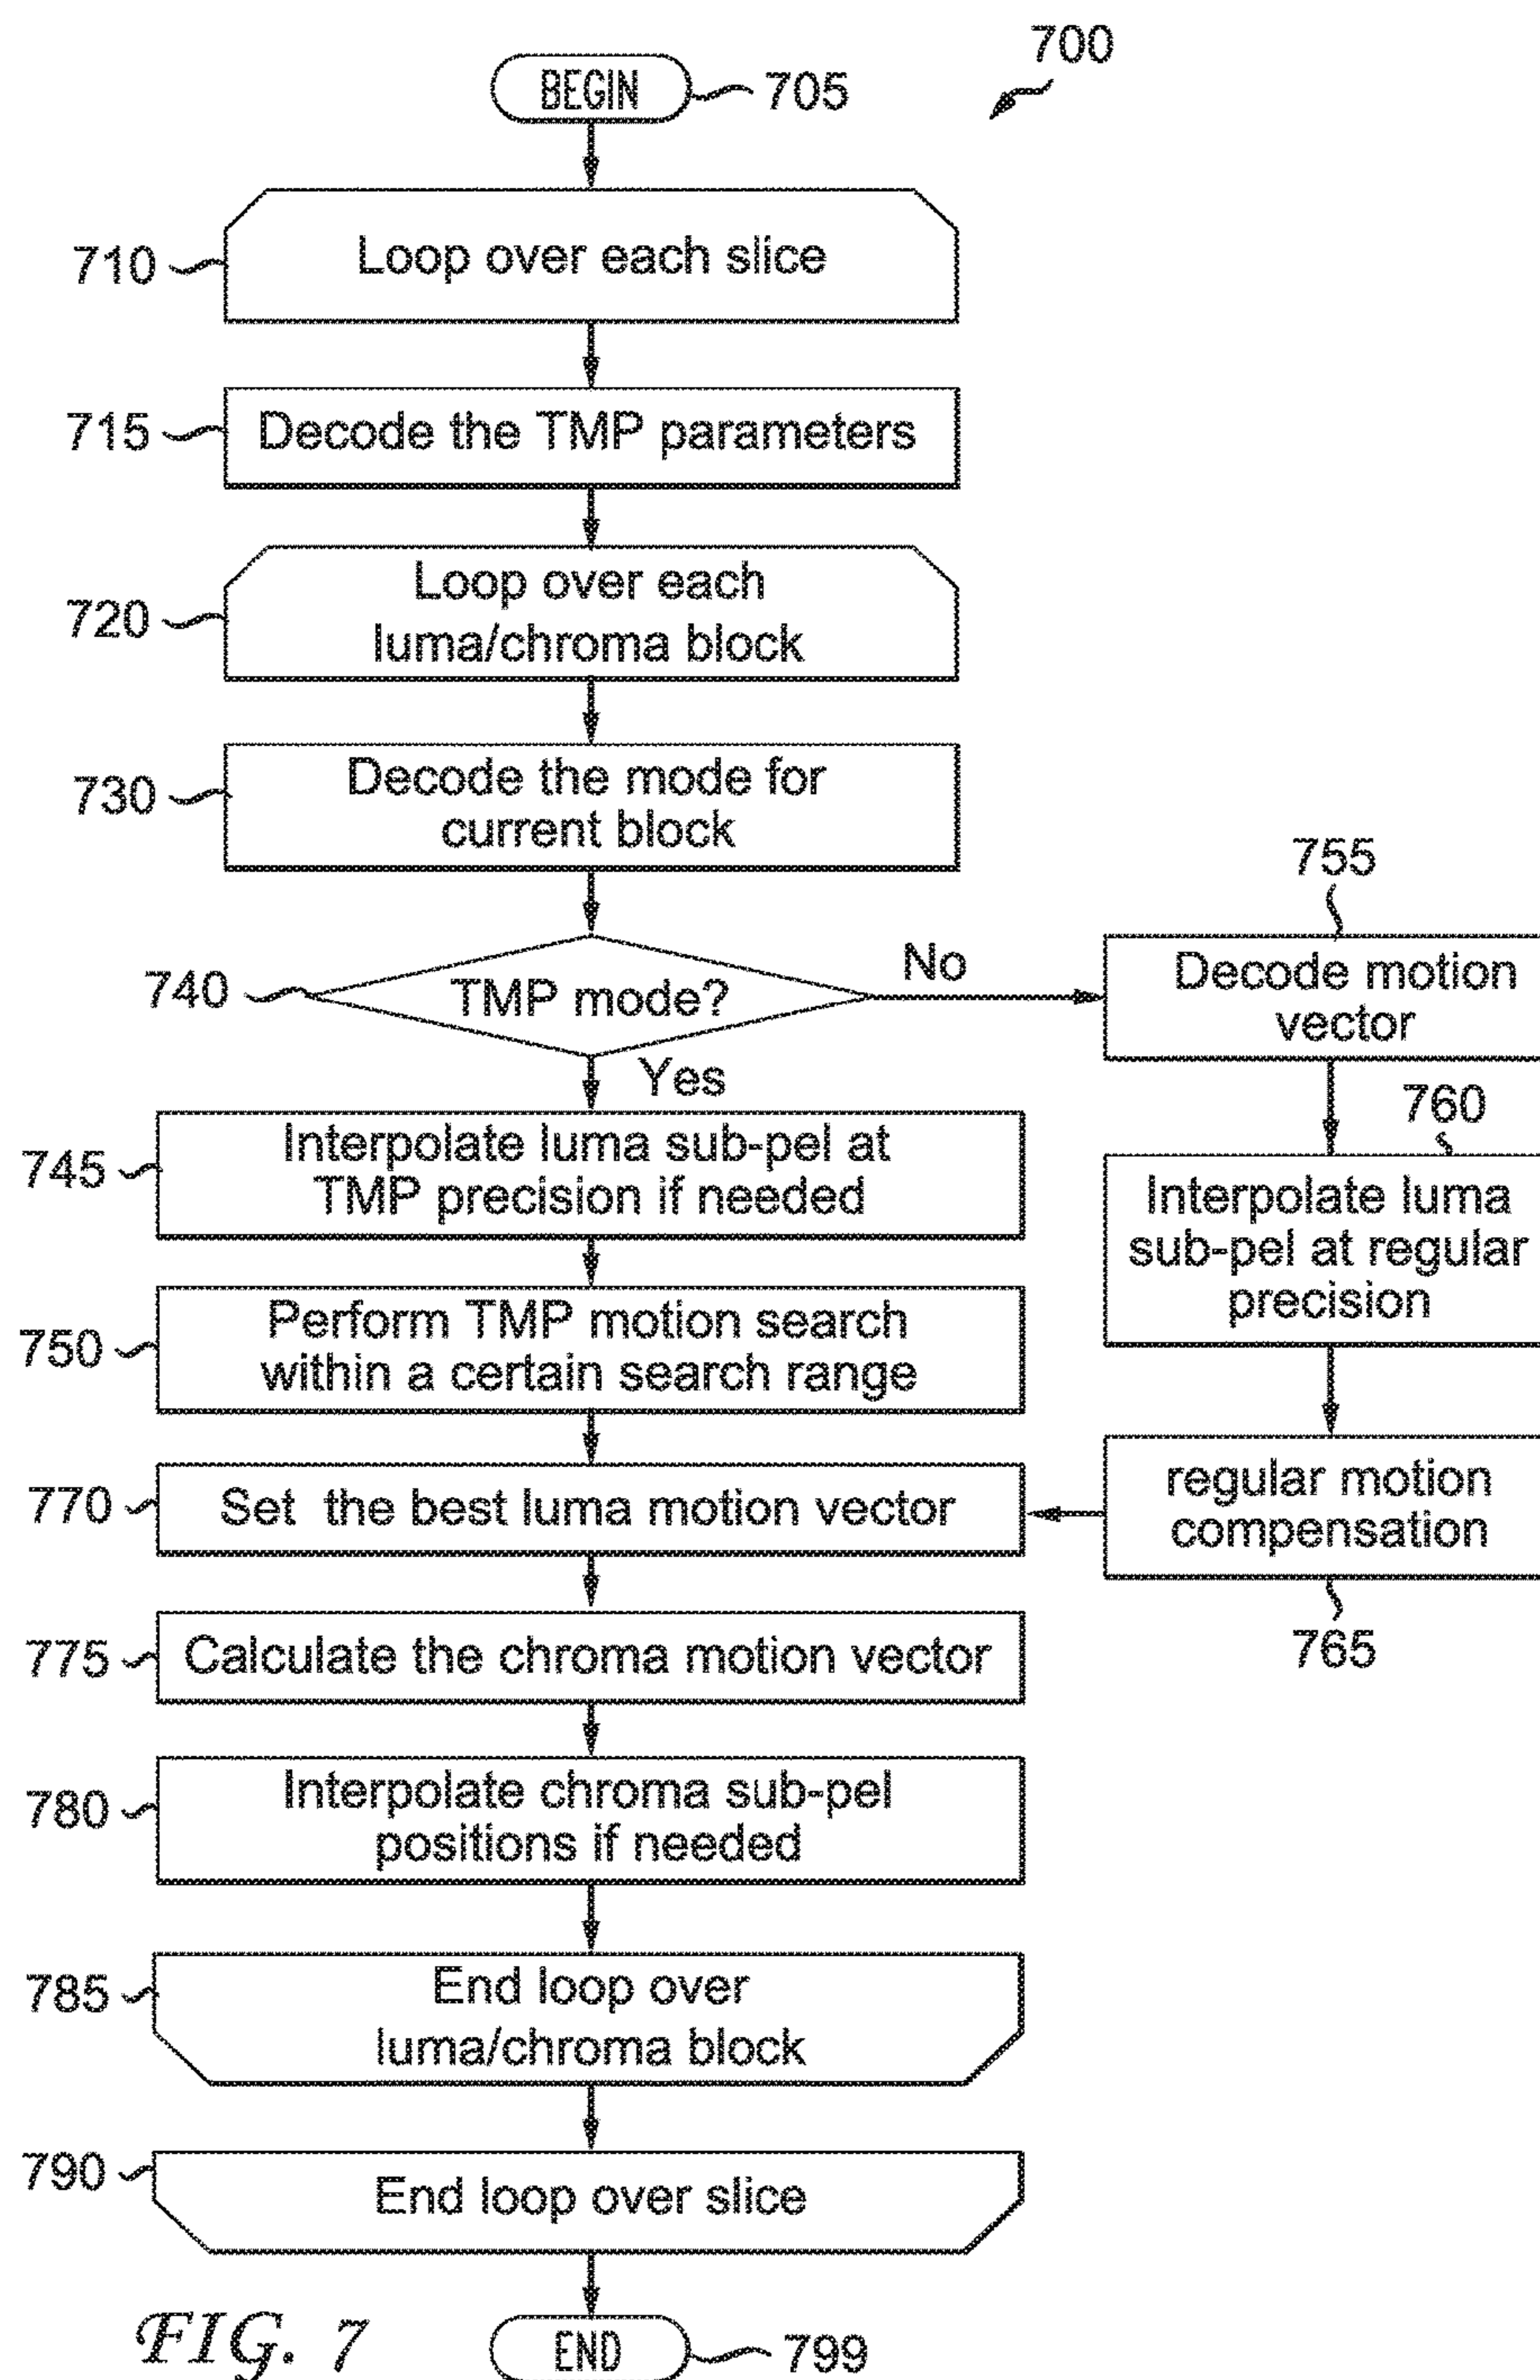 700
BEGIN
705
710
Loop over each slice
715
Decode the TMP parameters
720
Loop over each
luma/chroma block
730
Decode the mode for
current block
740
TMP mode?
No
Yes
755
Decode motion
vector
760
Interpolate luma
sub-pel at regular
precision
745
Interpolate luma sub-pel at
TMP precision if needed
750
Perform TMP motion search
within a certain search range
regular motion
compensation
765
770
Set the best luma motion vector
775
Calculate the chroma motion vector
780
Interpolate chroma sub-pel
positions if needed
785
End loop over
luma/chroma block
790
End loop over slice
END
799
FIG. 7